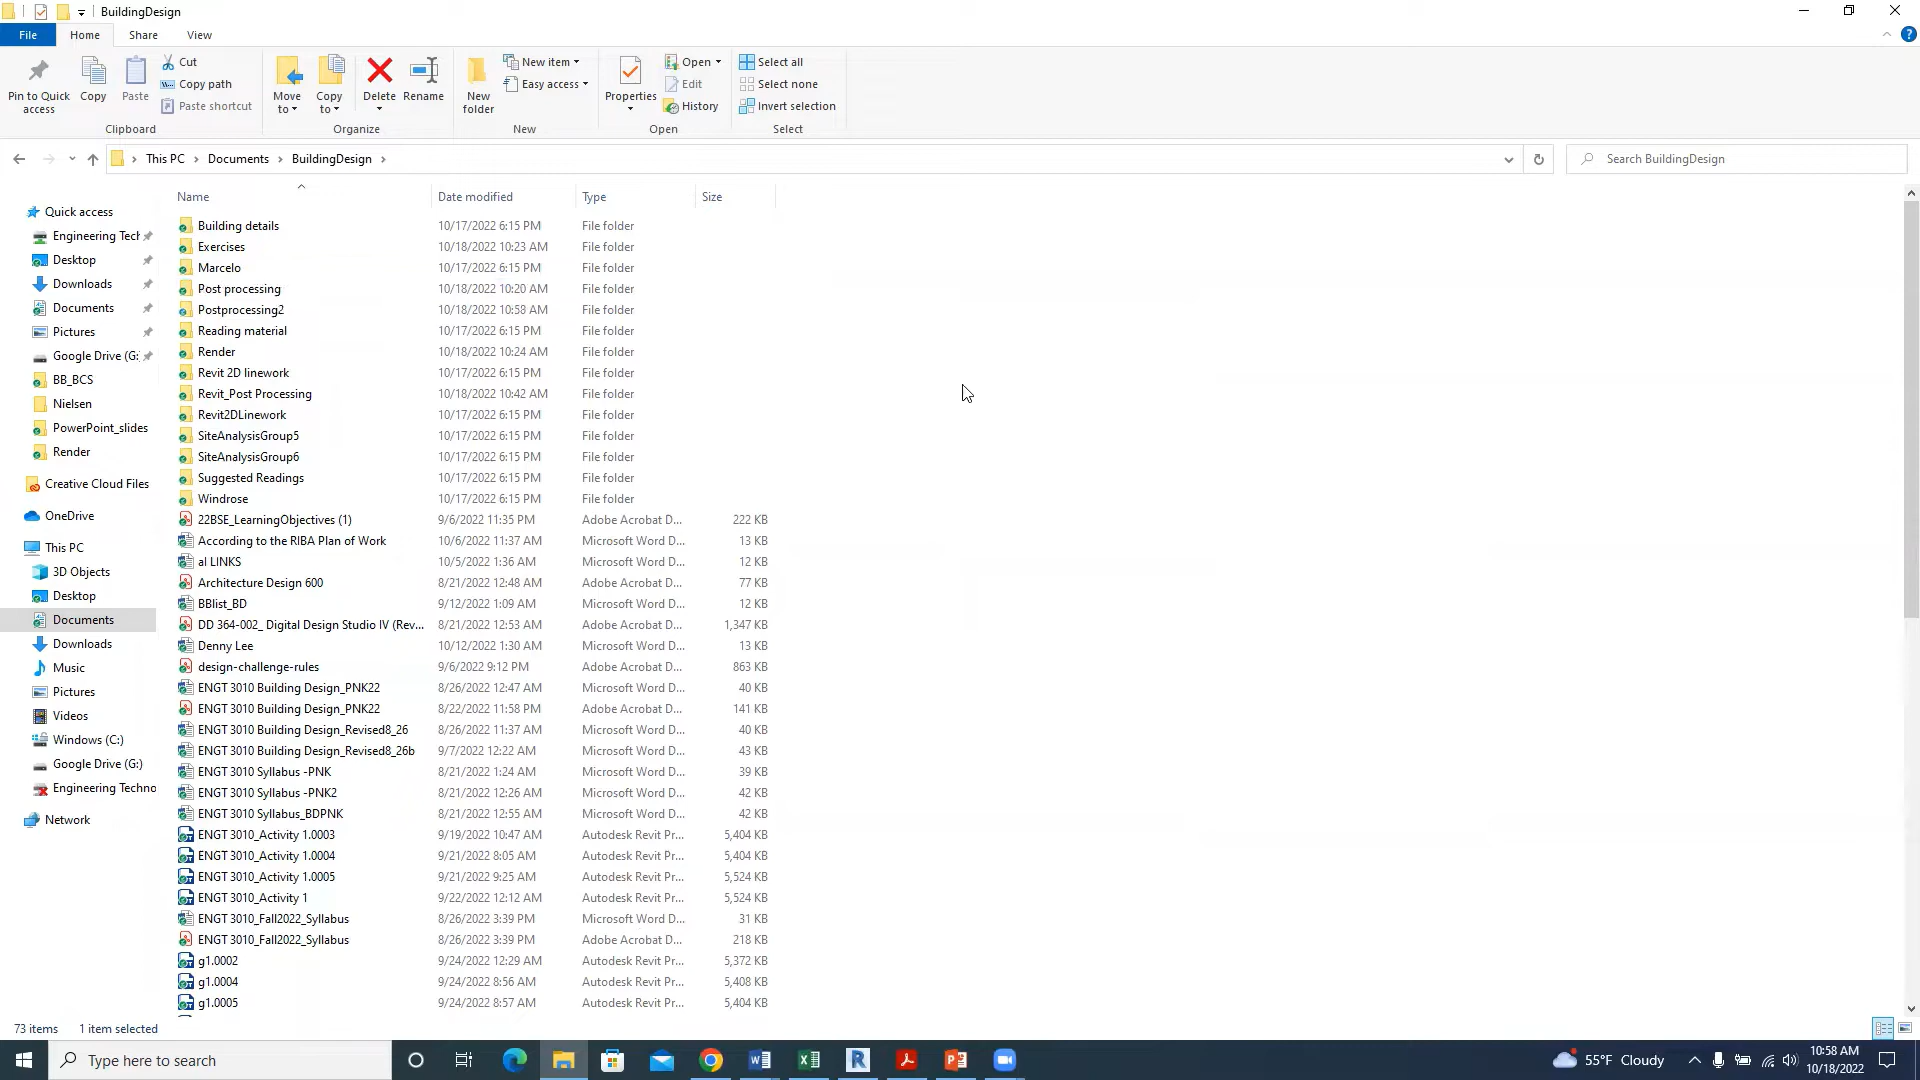 BuildingDesign
File Home Share View
Pin to Quick access
Copy
Paste
Cut
Copy path
Paste shortcut
Clipboard
Move to
Copy to
Delete
Rename
Organize
New folder
New item
Easy access
New
Properties
Open
Edit
History
Open
Select all
Select none
Invert selection
Select
This PC > Documents > BuildingDesign >
Search BuildingDesign
Quick access
Engineering Tech
Desktop
Downloads
Documents
Pictures
Google Drive (G:
BB_BCS
Nielsen
PowerPoint_slides
Render
Creative Cloud Files
OneDrive
This PC
3D Objects
Desktop
Documents
Downloads
Music
Pictures
Videos
Windows (C:)
Google Drive (G:)
Engineering Techno
Network
Name Date modified Type Size
Building details 10/17/2022 6:15 PM File folder
Exercises 10/18/2022 10:23 AM File folder
Marcelo 10/17/2022 6:15 PM File folder
Post processing 10/18/2022 10:20 AM File folder
Postprocessing2 10/18/2022 10:58 AM File folder
Reading material 10/17/2022 6:15 PM File folder
Render 10/18/2022 10:24 AM File folder
Revit 2D linework 10/17/2022 6:15 PM File folder
Revit_Post Processing 10/18/2022 10:42 AM File folder
Revit2DLinework 10/17/2022 6:15 PM File folder
SiteAnalysisGroup5 10/17/2022 6:15 PM File folder
SiteAnalysisGroup6 10/17/2022 6:15 PM File folder
Suggested Readings 10/17/2022 6:15 PM File folder
Windrose 10/17/2022 6:15 PM File folder
22BSE_LearningObjectives (1) 9/6/2022 11:35 PM Adobe Acrobat D... 222 KB
According to the RIBA Plan of Work 10/6/2022 11:37 AM Microsoft Word D... 13 KB
al LINKS 10/5/2022 1:36 AM Microsoft Word D... 12 KB
Architecture Design 600 8/21/2022 12:48 AM Adobe Acrobat D... 77 KB
BBlist_BD 9/12/2022 1:09 AM Microsoft Word D... 12 KB
DD 364-002_ Digital Design Studio IV (Rev... 8/21/2022 12:53 AM Adobe Acrobat D... 1,347 KB
Denny Lee 10/12/2022 1:30 AM Microsoft Word D... 13 KB
design-challenge-rules 9/6/2022 9:12 PM Adobe Acrobat D... 863 KB
ENGT 3010 Building Design_PNK22 8/26/2022 12:47 AM Microsoft Word D... 40 KB
ENGT 3010 Building Design_PNK22 8/22/2022 11:58 PM Adobe Acrobat D... 141 KB
ENGT 3010 Building Design_Revised8_26 8/26/2022 11:37 AM Microsoft Word D... 40 KB
ENGT 3010 Building Design_Revised8_26b 9/7/2022 12:22 AM Microsoft Word D... 43 KB
ENGT 3010 Syllabus -PNK 8/21/2022 1:24 AM Microsoft Word D... 39 KB
ENGT 3010 Syllabus -PNK2 8/21/2022 12:26 AM Microsoft Word D... 42 KB
ENGT 3010 Syllabus_BDPNK 8/21/2022 12:55 AM Microsoft Word D... 42 KB
ENGT 3010_Activity 1.0003 9/19/2022 10:47 AM Autodesk Revit Pr... 5,404 KB
ENGT 3010_Activity 1.0004 9/21/2022 8:05 AM Autodesk Revit Pr... 5,404 KB
ENGT 3010_Activity 1.0005 9/21/2022 9:25 AM Autodesk Revit Pr... 5,524 KB
ENGT 3010_Activity 1 9/22/2022 12:12 AM Autodesk Revit Pr... 5,524 KB
ENGT 3010_Fall2022_Syllabus 8/26/2022 3:39 PM Microsoft Word D... 31 KB
ENGT 3010_Fall2022_Syllabus 8/26/2022 3:39 PM Adobe Acrobat D... 218 KB
g1.0002 9/24/2022 12:29 AM Autodesk Revit Pr... 5,372 KB
g1.0004 9/24/2022 8:56 AM Autodesk Revit Pr... 5,408 KB
g1.0005 9/24/2022 8:57 AM Autodesk Revit Pr... 5,404 KB
73 items 1 item selected
Type here to search
55°F Cloudy
10:58 AM
10/18/2022